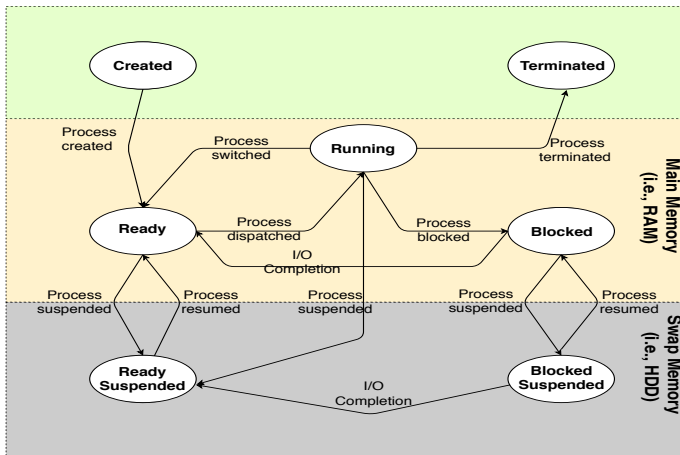 Created
Terminated
Process
created
Process
switched
Running
Process
terminated
Main Memory
(i.e., RAM)
Ready
Process
dispatched
Process
blocked
Blocked
I/O
Completion
Process
suspended
Process
resumed
Process
suspended
Process
suspended
Process
resumed
Swap Memory
(i.e., HDD)
Ready
Suspended
I/O
Completion
Blocked
Suspended